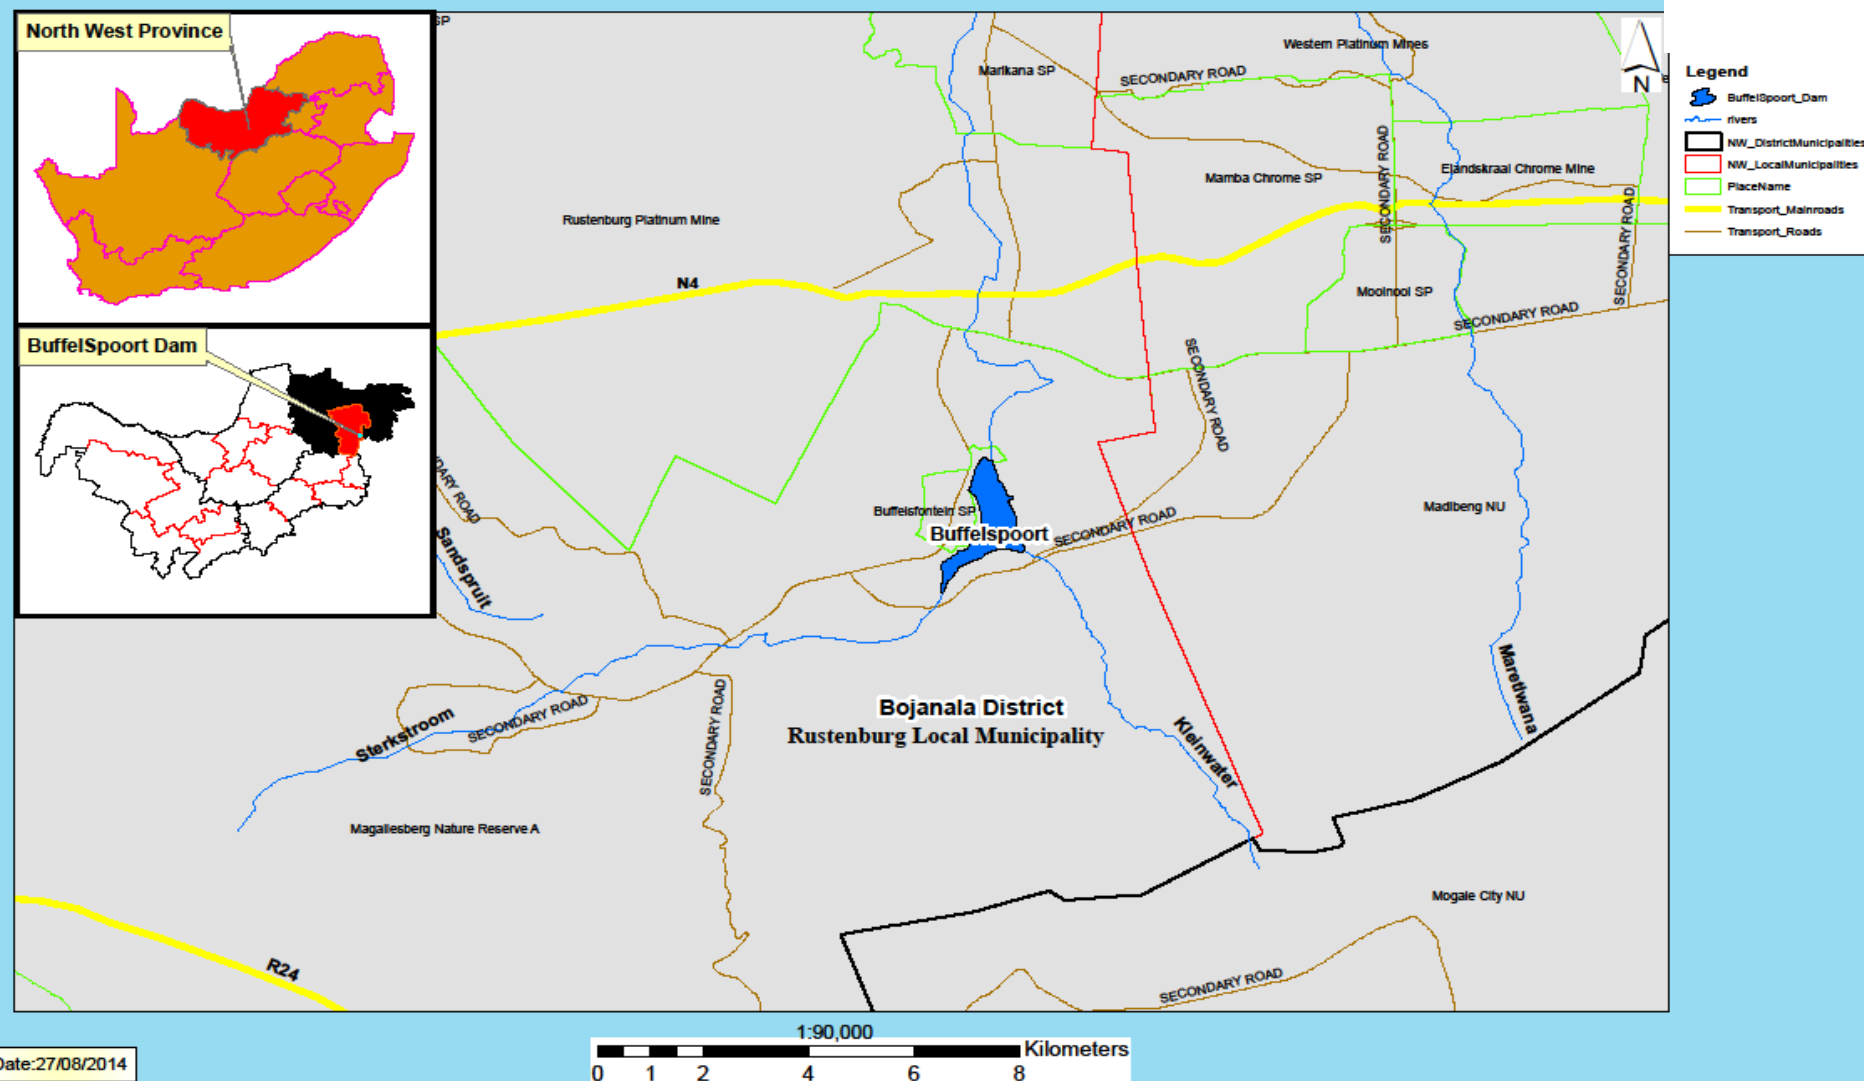 North West Province
BuffelSpoort Dam
SP
Marikana SP
Western Platinum Mines
SECONDARY ROAD
N
SECONDARY ROAD
Elandskraal Chrome Mine
Mamba Chrome SP
SECONDARY ROAD
Rustenburg Platinum Mine
N4
Mooinooi SP
SECONDARY ROAD
SECONDARY ROAD
Buffelsfontein SP
Buffelspoort
SECONDARY ROAD
Madibeng NU
DARY ROAD
Sandspruit
Bojanala District
Rustenburg Local Municipality
Sterkstroom
SECONDARY ROAD
SECONDARY ROAD
Kleinwater
Maretlwana
Magaliesberg Nature Reserve A
Mogale City NU
R24
SECONDARY ROAD
Legend
BuffelSpoort_Dam
rivers
NW_DistrictMunicipalities
NW_LocalMunicipalities
PlaceName
Transport_Mainroads
Transport_Roads
1:90,000
Kilometers
0 1 2 4 6 8
Date:27/08/2014